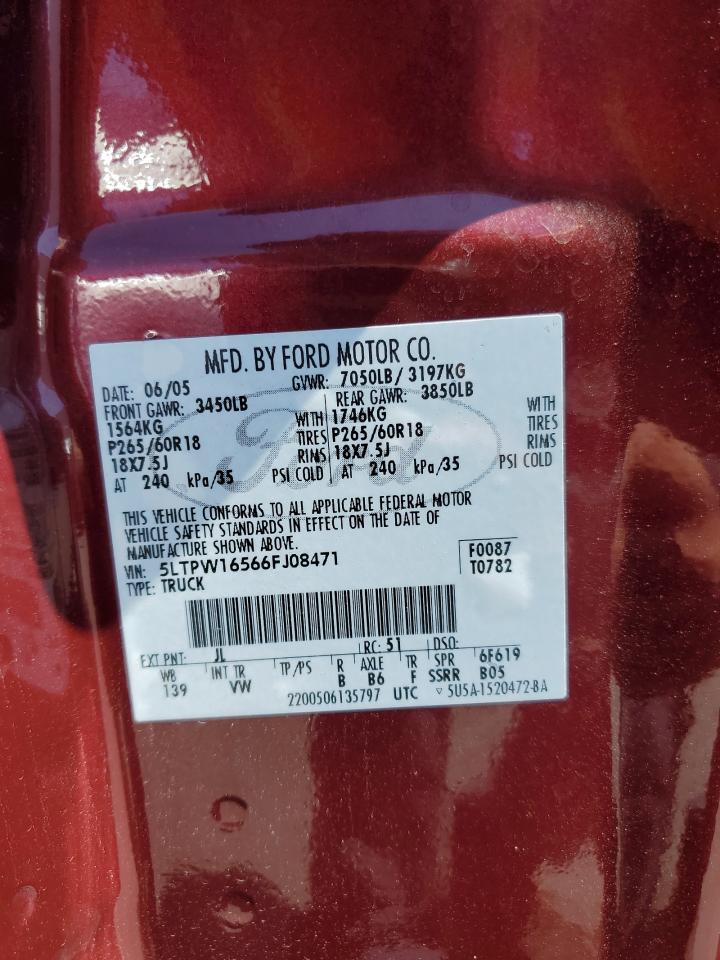 MFD. BY FORD MOTOR CO.
DATE: 06/05 GVWR: 7050LB/ 3197KG
FRONT GAWR: 3450LB REAR GAWR: 3850LB
1564KG WITH 1746KG WITH
P265/60R18 TIRES P265/60R18 TIRES
18X7.5J RIMS 18X7.5J RIMS
AT 240 kPa/35 PSI COLD AT 240 kPa/35 PSI COLD
Ford
THIS VEHICLE CONFORMS TO ALL APPLICABLE FEDERAL MOTOR
VEHICLE SAFETY STANDARDS IN EFFECT ON THE DATE OF
MANUFACTURE SHOWN ABOVE.
VIN: 5LTPW16566FJ08471 F0087
TYPE: TRUCK T0782
EXT PNT: JL RC: 51 DSO:
WB INT TR TP/PS R AXLE TR SPR 6F619
139 VW B B6 F SSRR B05
2200506135797 UTC ▽ 5U5A-1520472-BA